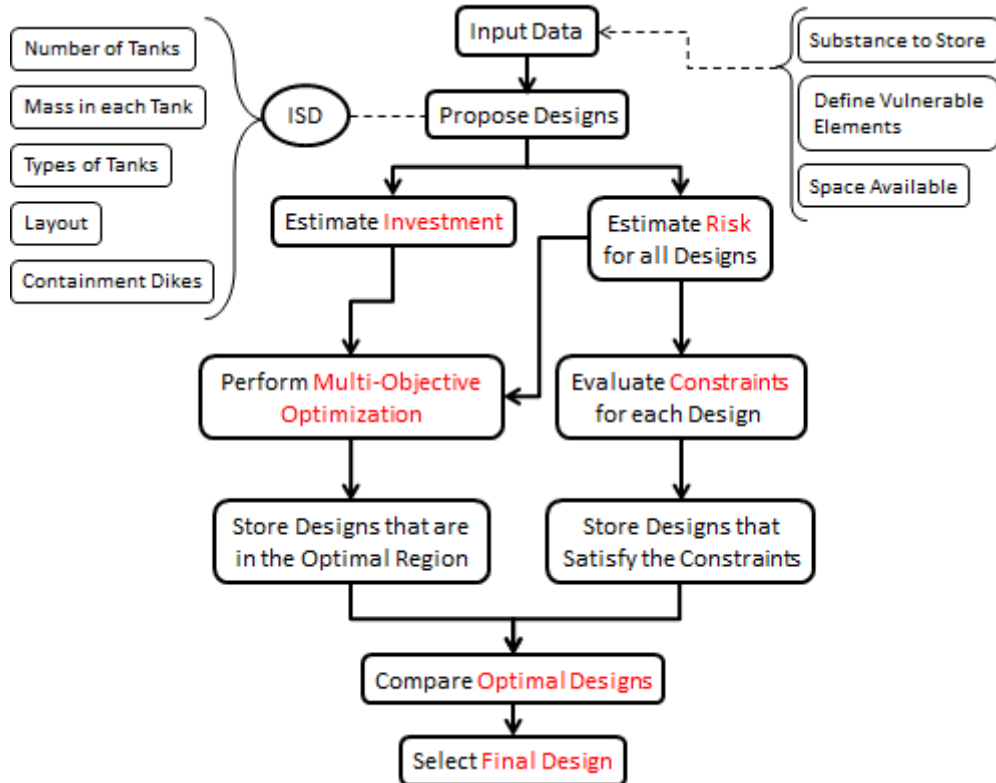 Input Data
Number of Tanks
Mass in each Tank
Types of Tanks
Layout
Containment Dikes
ISD
Propose Designs
Substance to Store
Define Vulnerable
Elements
Space Available
Estimate Investment
Estimate Risk
for all Designs
Perform Multi-Objective
Optimization
Evaluate Constraints
for each Design
Store Designs that are
in the Optimal Region
Store Designs that
Satisfy the Constraints
Compare Optimal Designs
Select Final Design